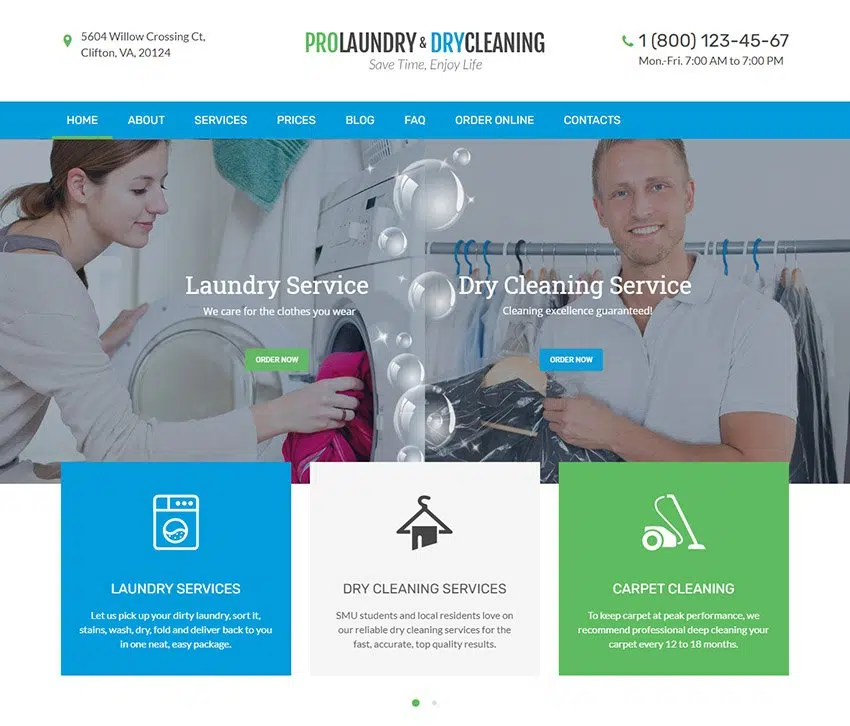 5604 Willow Crossing Ct,
Clifton, VA, 20124
PROLAUNDRY & DRYCLEANING
Save Time, Enjoy Life
1 (800) 123-45-67
Mon.-Fri. 7:00 AM to 7:00 PM
HOME ABOUT SERVICES PRICES BLOG FAQ ORDER ONLINE CONTACTS
Laundry Service
We care for the clothes you wear
ORDER NOW
Dry Cleaning Service
Cleaning excellence guaranteed!
ORDER NOW
LAUNDRY SERVICES
Let us pick up your dirty laundry, sort it,
stains, wash, dry, fold and deliver back to you
in one neat, easy package.
DRY CLEANING SERVICES
SMU students and local residents love on
our reliable dry cleaning services for the
fast, accurate, top quality results.
CARPET CLEANING
To keep carpet at peak performance, we
recommend professional deep cleaning your
carpet every 12 to 18 months.